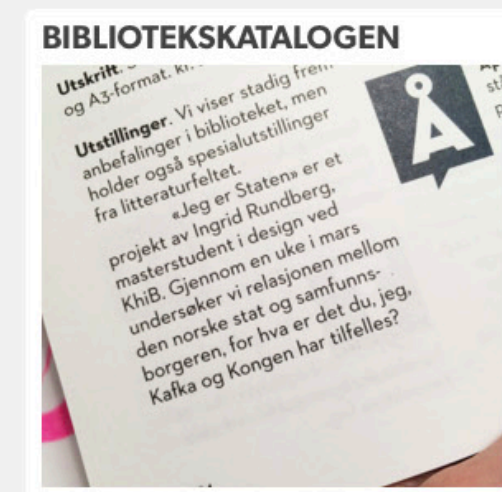 BIBLIOTEKSKATALOGEN
Utskrift.
og A3-format.
Utstillinger. Vi viser stadig frem
anbefalinger i biblioteket, men
holder også spesialutstillinger
fra litteraturfeltet.
«Jeg er Staten» er et
projekt av Ingrid Rundberg,
masterstudent i design ved
KhiB. Gjennom en uke i mars
undersøker vi relasjonen mellom
den norske stat og samfunns-
borgeren, for hva er det du, jeg,
Kafka og Kongen har tilfelles?
Å